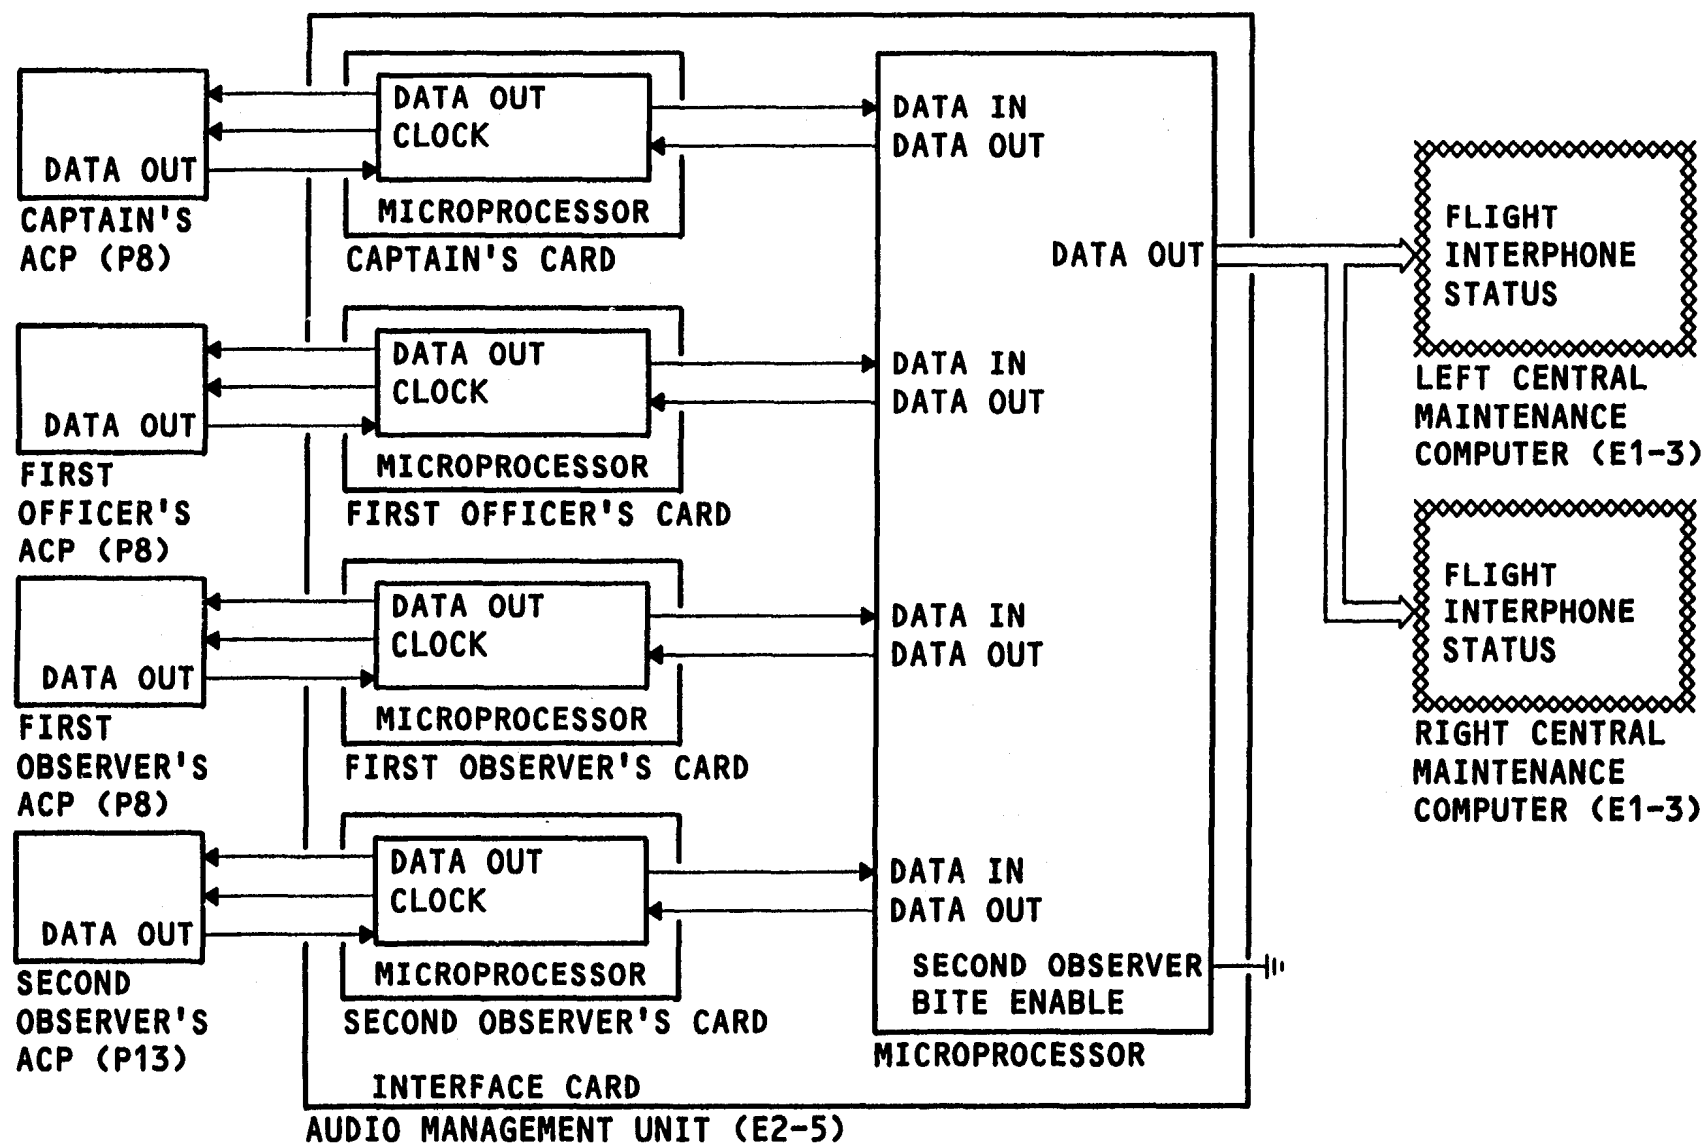 DATA OUT
CAPTAIN'S
ACP (P8)
DATA OUT
CLOCK
MICROPROCESSOR
CAPTAIN'S CARD
DATA IN
DATA OUT
DATA OUT
FLIGHT
INTERPHONE
STATUS
LEFT CENTRAL
MAINTENANCE
COMPUTER (E1-3)
DATA OUT
FIRST
OFFICER'S
ACP (P8)
DATA OUT
CLOCK
MICROPROCESSOR
FIRST OFFICER'S CARD
DATA IN
DATA OUT
FLIGHT
INTERPHONE
STATUS
RIGHT CENTRAL
MAINTENANCE
COMPUTER (E1-3)
DATA OUT
FIRST
OBSERVER'S
ACP (P8)
DATA OUT
CLOCK
MICROPROCESSOR
FIRST OBSERVER'S CARD
DATA IN
DATA OUT
DATA OUT
SECOND
OBSERVER'S
ACP (P13)
DATA OUT
CLOCK
MICROPROCESSOR
SECOND OBSERVER'S CARD
DATA IN
DATA OUT
SECOND OBSERVER
BITE ENABLE
MICROPROCESSOR
INTERFACE CARD
AUDIO MANAGEMENT UNIT (E2-5)